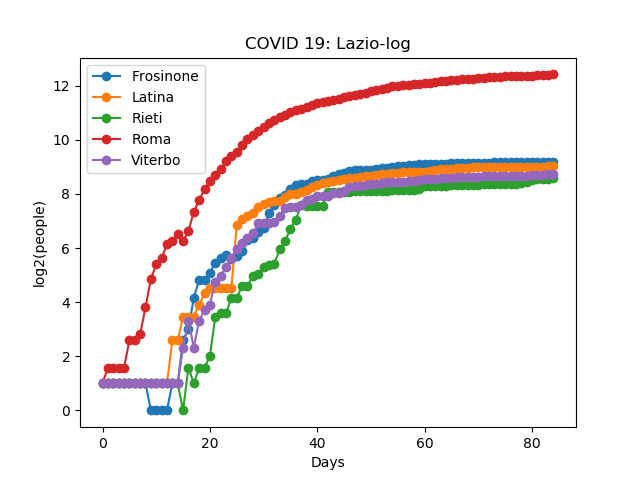 COVID 19: Lazio-log
Frosinone
Latina
Rieti
Roma
Viterbo
12
10
8
6
4
2
0
log2(people)
0 20 40 60 80
Days